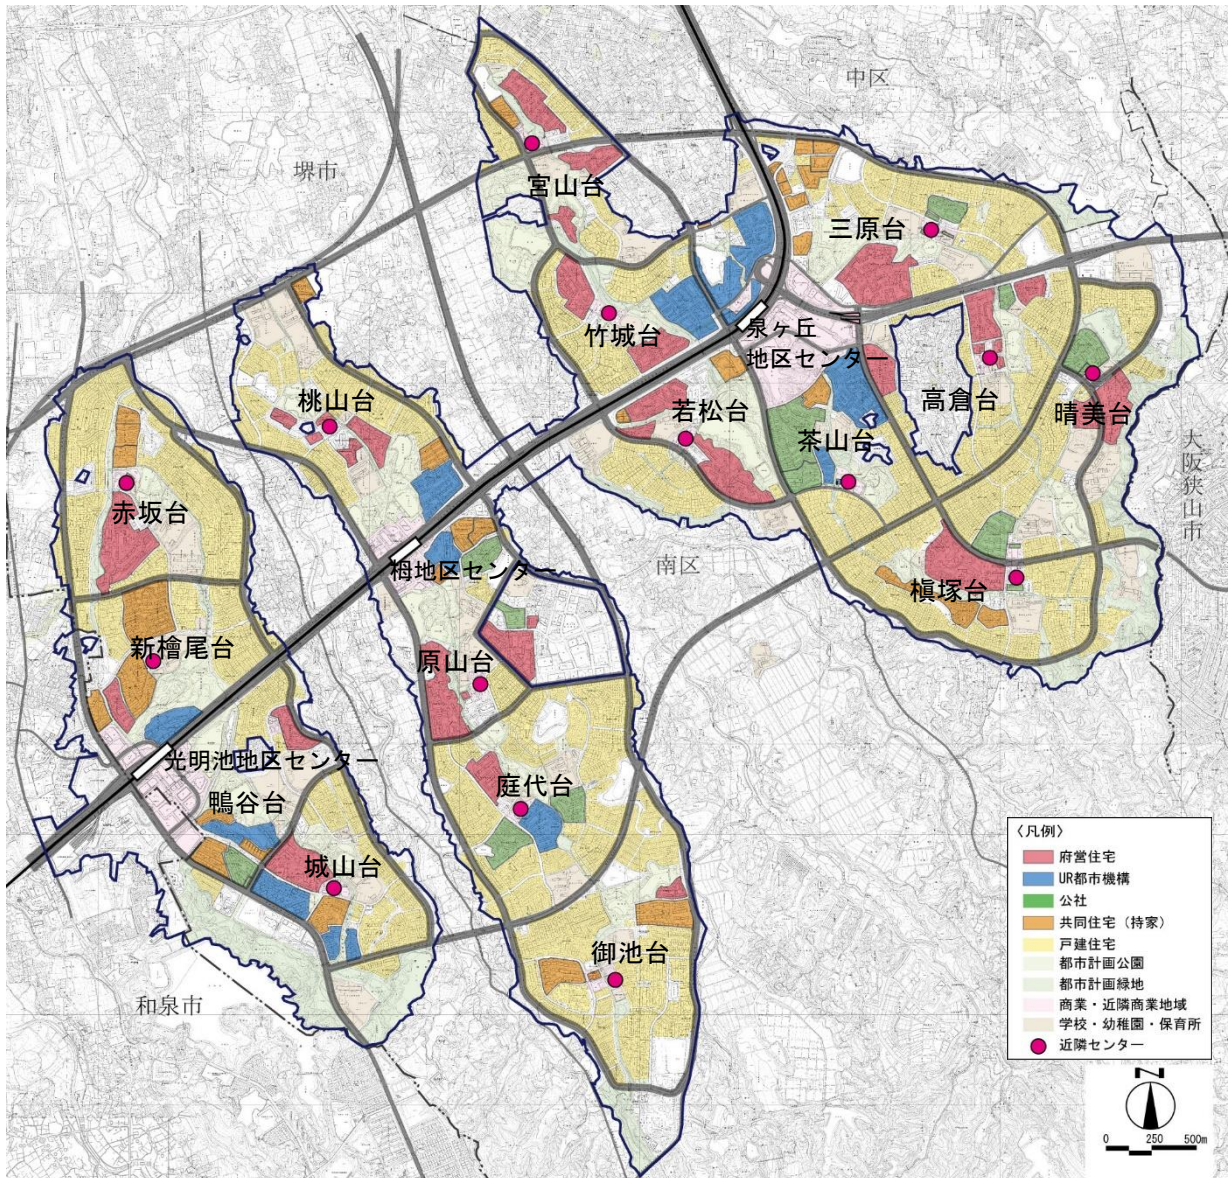 中区
堺市
宮山台
三原台
竹城台
泉ヶ丘
地区センター
桃山台
若松台
高倉台
晴美台
茶山台
大阪狭山市
赤坂台
栂地区センター
南区
槇塚台
新檜尾台
原山台
光明池地区センター
庭代台
鴨谷台
城山台
御池台
和泉市
〈凡例〉
府営住宅
UR都市機構
公社
共同住宅（持家）
戸建住宅
都市計画公園
都市計画緑地
商業・近隣商業地域
学校・幼稚園・保育所
近隣センター
N
0 250 500m